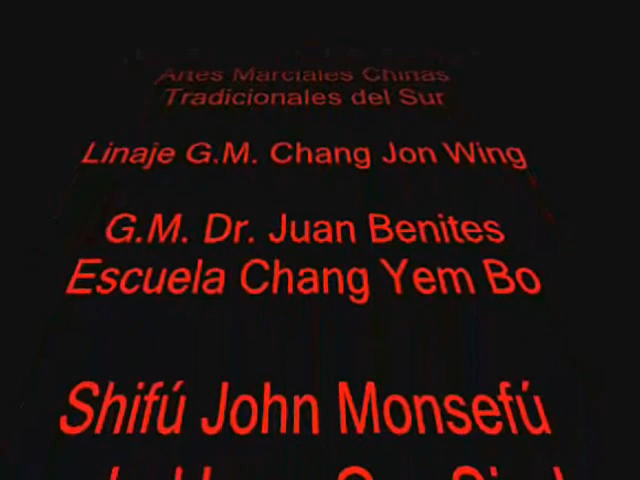 Artes Marciales Chinas
Tradicionales del Sur
Linaje G.M. Chang Jon Wing
G.M. Dr. Juan Benites
Escuela Chang Yem Bo
Shifú John Monsefú